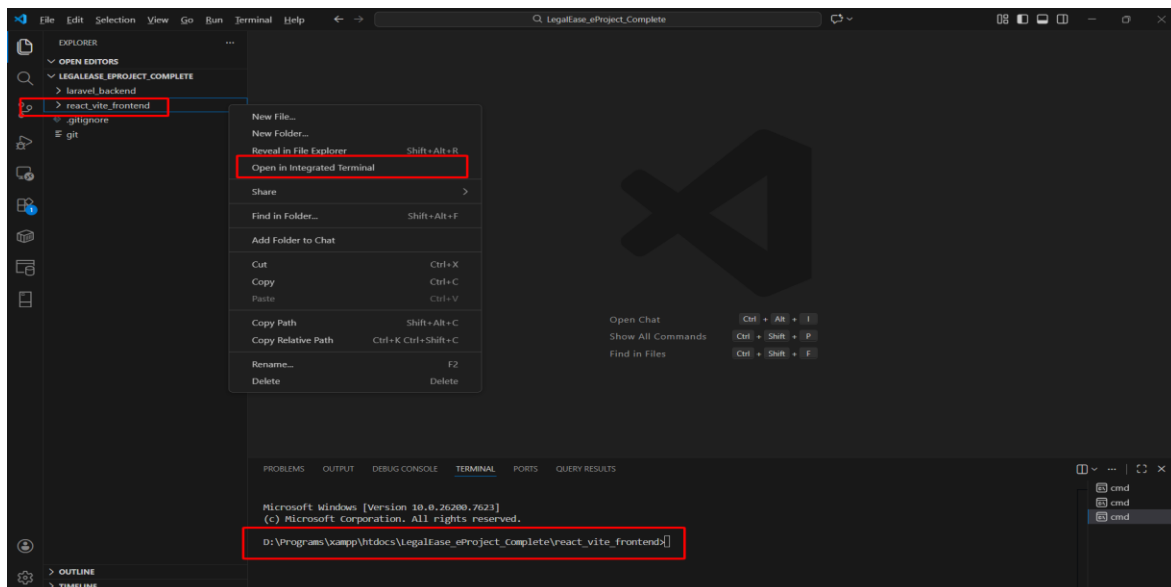 File Edit Selection View Go Run Terminal Help
LegalEase_eProject_Complete
EXPLORER
OPEN EDITORS
LEGALEASE_EPROJECT_COMPLETE
laravel_backend
react_vite_frontend
.gitignore
git
New File...
New Folder...
Reveal in File Explorer Shift+Alt+R
Open in Integrated Terminal
Share
Find in Folder... Shift+Alt+F
Add Folder to Chat
Cut Ctrl+X
Copy Ctrl+C
Paste Ctrl+V
Copy Path Shift+Alt+C
Copy Relative Path Ctrl+K Ctrl+Shift+C
Rename... F2
Delete Delete
Open Chat Ctrl + Alt + I
Show All Commands Ctrl + Shift + P
Find in Files Ctrl + Shift + F
PROBLEMS OUTPUT DEBUG CONSOLE TERMINAL PORTS QUERY RESULTS
Microsoft Windows [Version 10.0.26200.7623]
(c) Microsoft Corporation. All rights reserved.
D:\Programs\xampp\htdocs\LegalEase_eProject_Complete\react_vite_frontend>
cmd
cmd
cmd
1
OUTLINE
TIMELINE